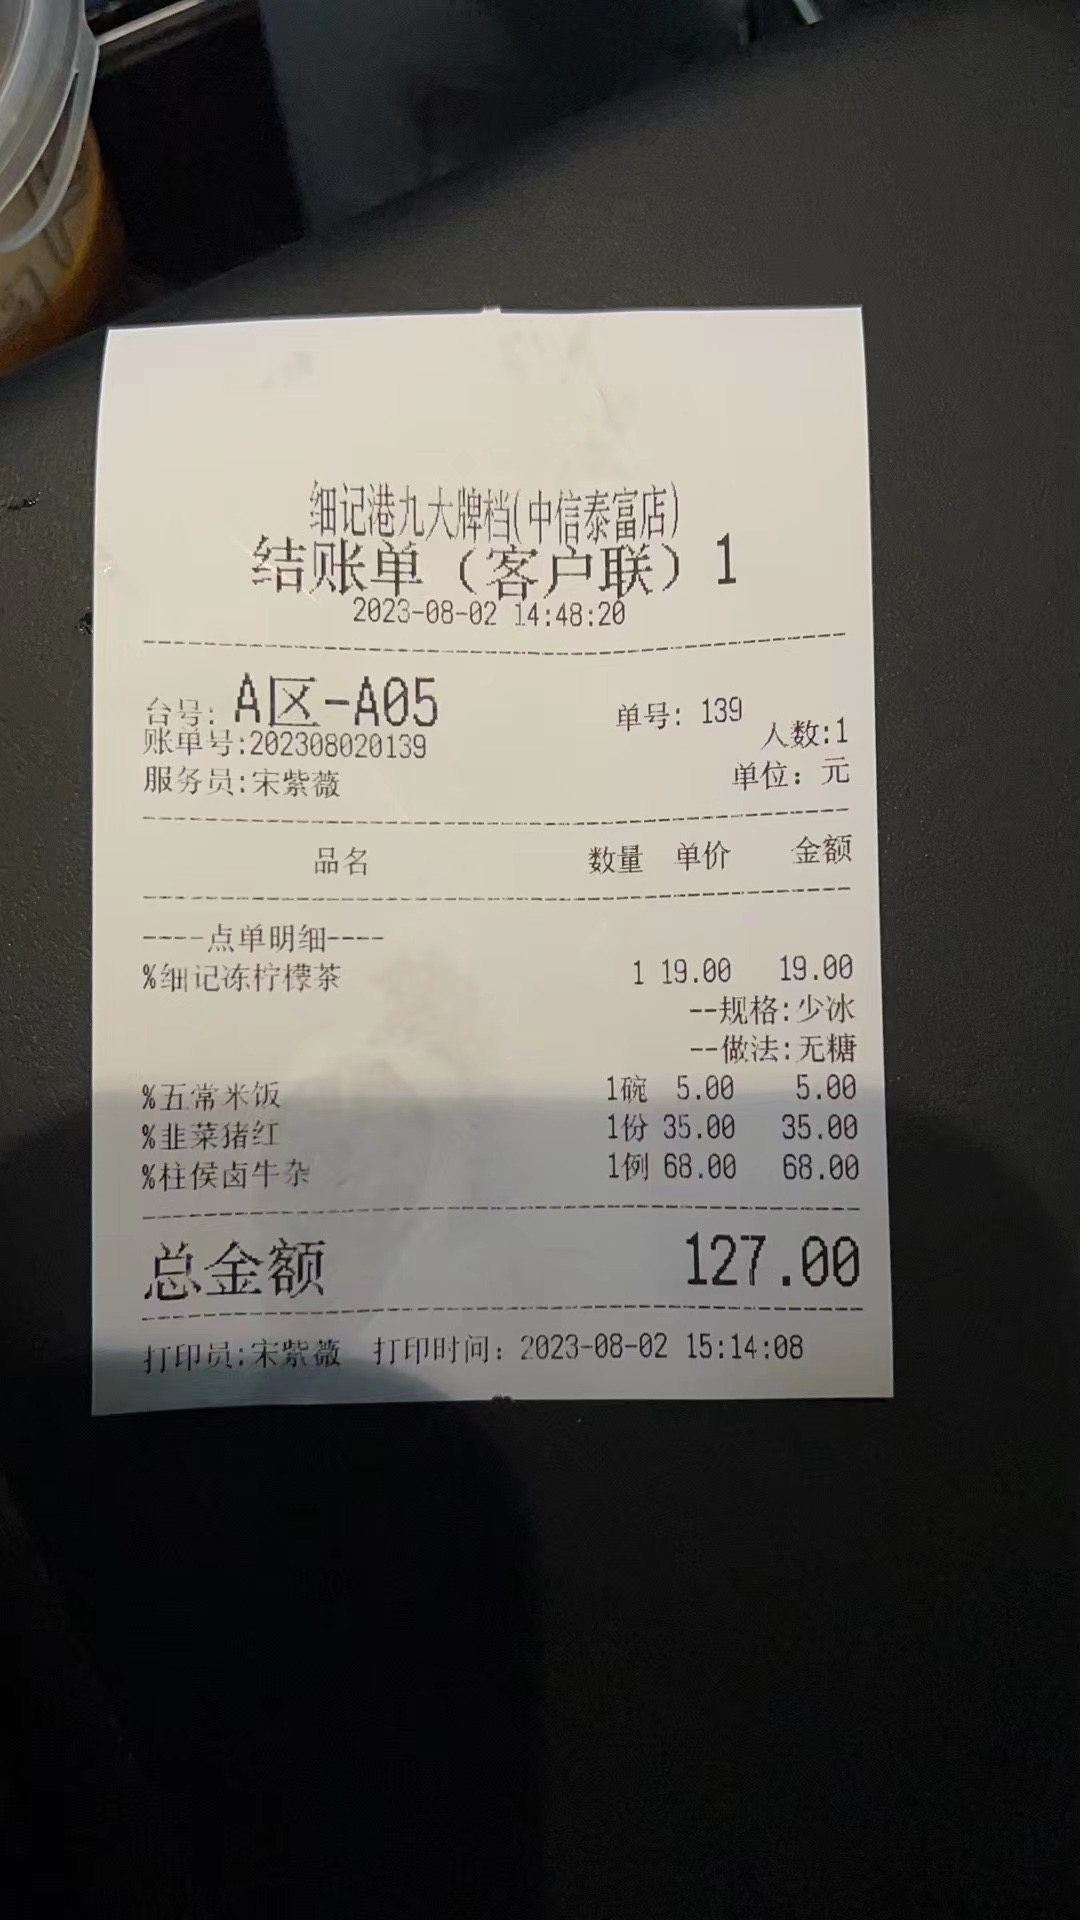 细记港九大牌档(中信泰富店)
结账单（客户联）1
2023-08-02 14:48:20
台号: A区-A05 单号: 139
账单号:202308020139 人数:1
服务员:宋紫薇 单位：元
品名 数量 单价 金额
----点单明细----
%细记冻柠檬茶 1 19.00 19.00
--规格:少冰
--做法:无糖
%五常米饭 1碗 5.00 5.00
%韭菜猪红 1份 35.00 35.00
%柱侯卤牛杂 1例 68.00 68.00
总金额 127.00
打印员:宋紫薇 打印时间：2023-08-02 15:14:08